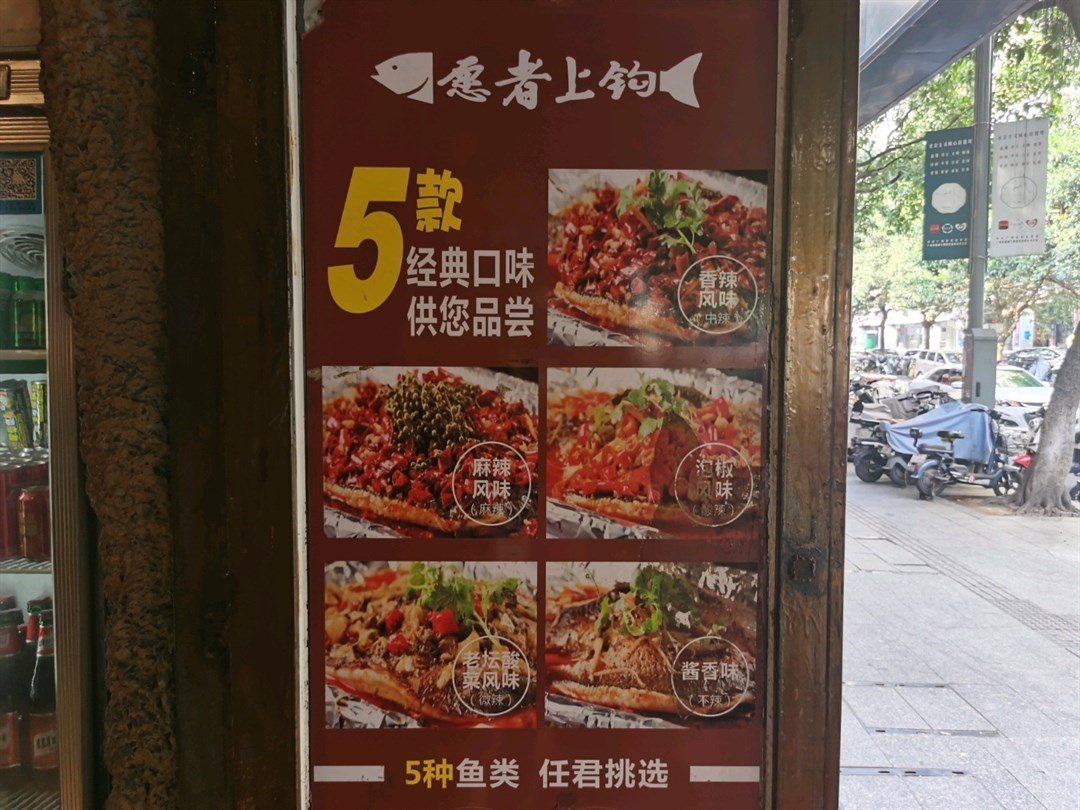 愿者上钩
5款
经典口味
供您品尝
香辣
风味
(中辣)
麻辣
风味
(麻辣)
泡椒
风味
(酸辣)
老坛酸
菜风味
(微辣)
酱香味
(不辣)
5种鱼类 任君挑选